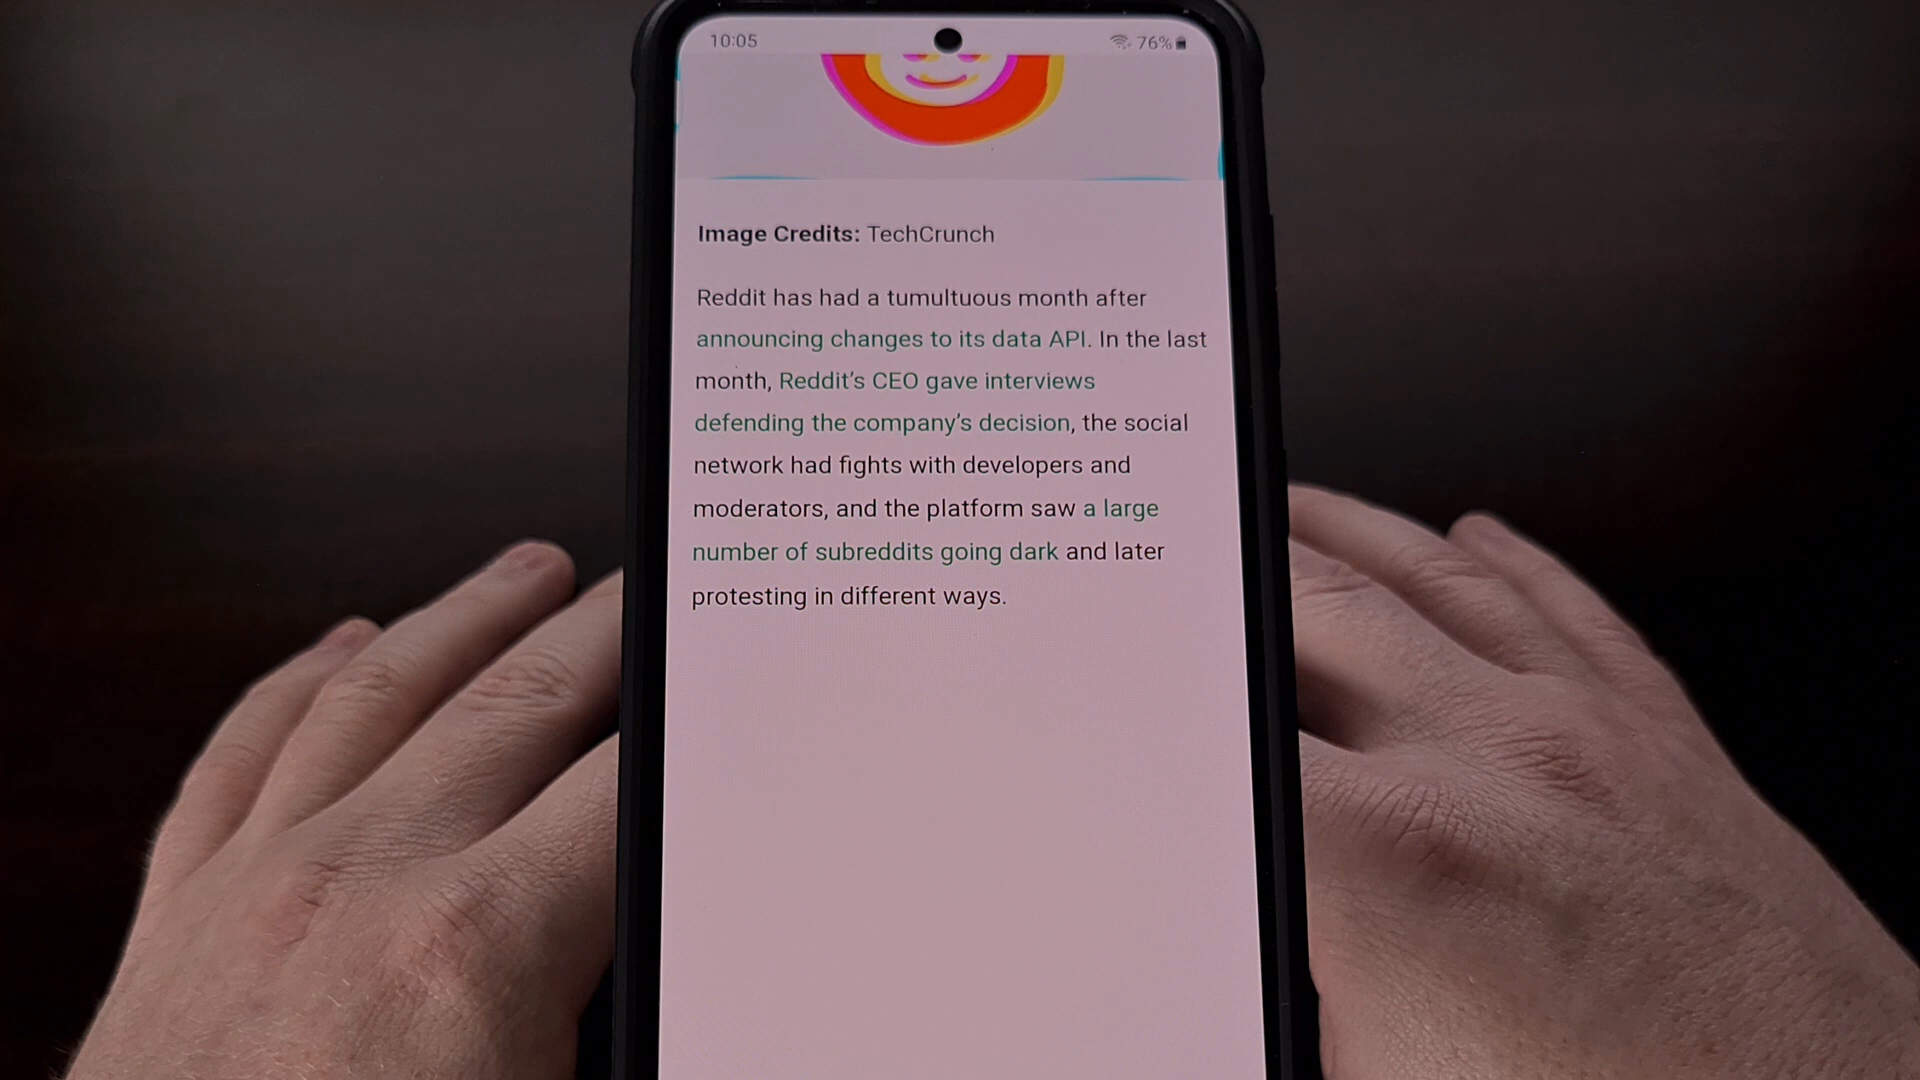 10:05
76%
Image Credits: TechCrunch
Reddit has had a tumultuous month after
announcing changes to its data API. In the last
month, Reddit’s CEO gave interviews
defending the company’s decision, the social
network had fights with developers and
moderators, and the platform saw a large
number of subreddits going dark and later
protesting in different ways.